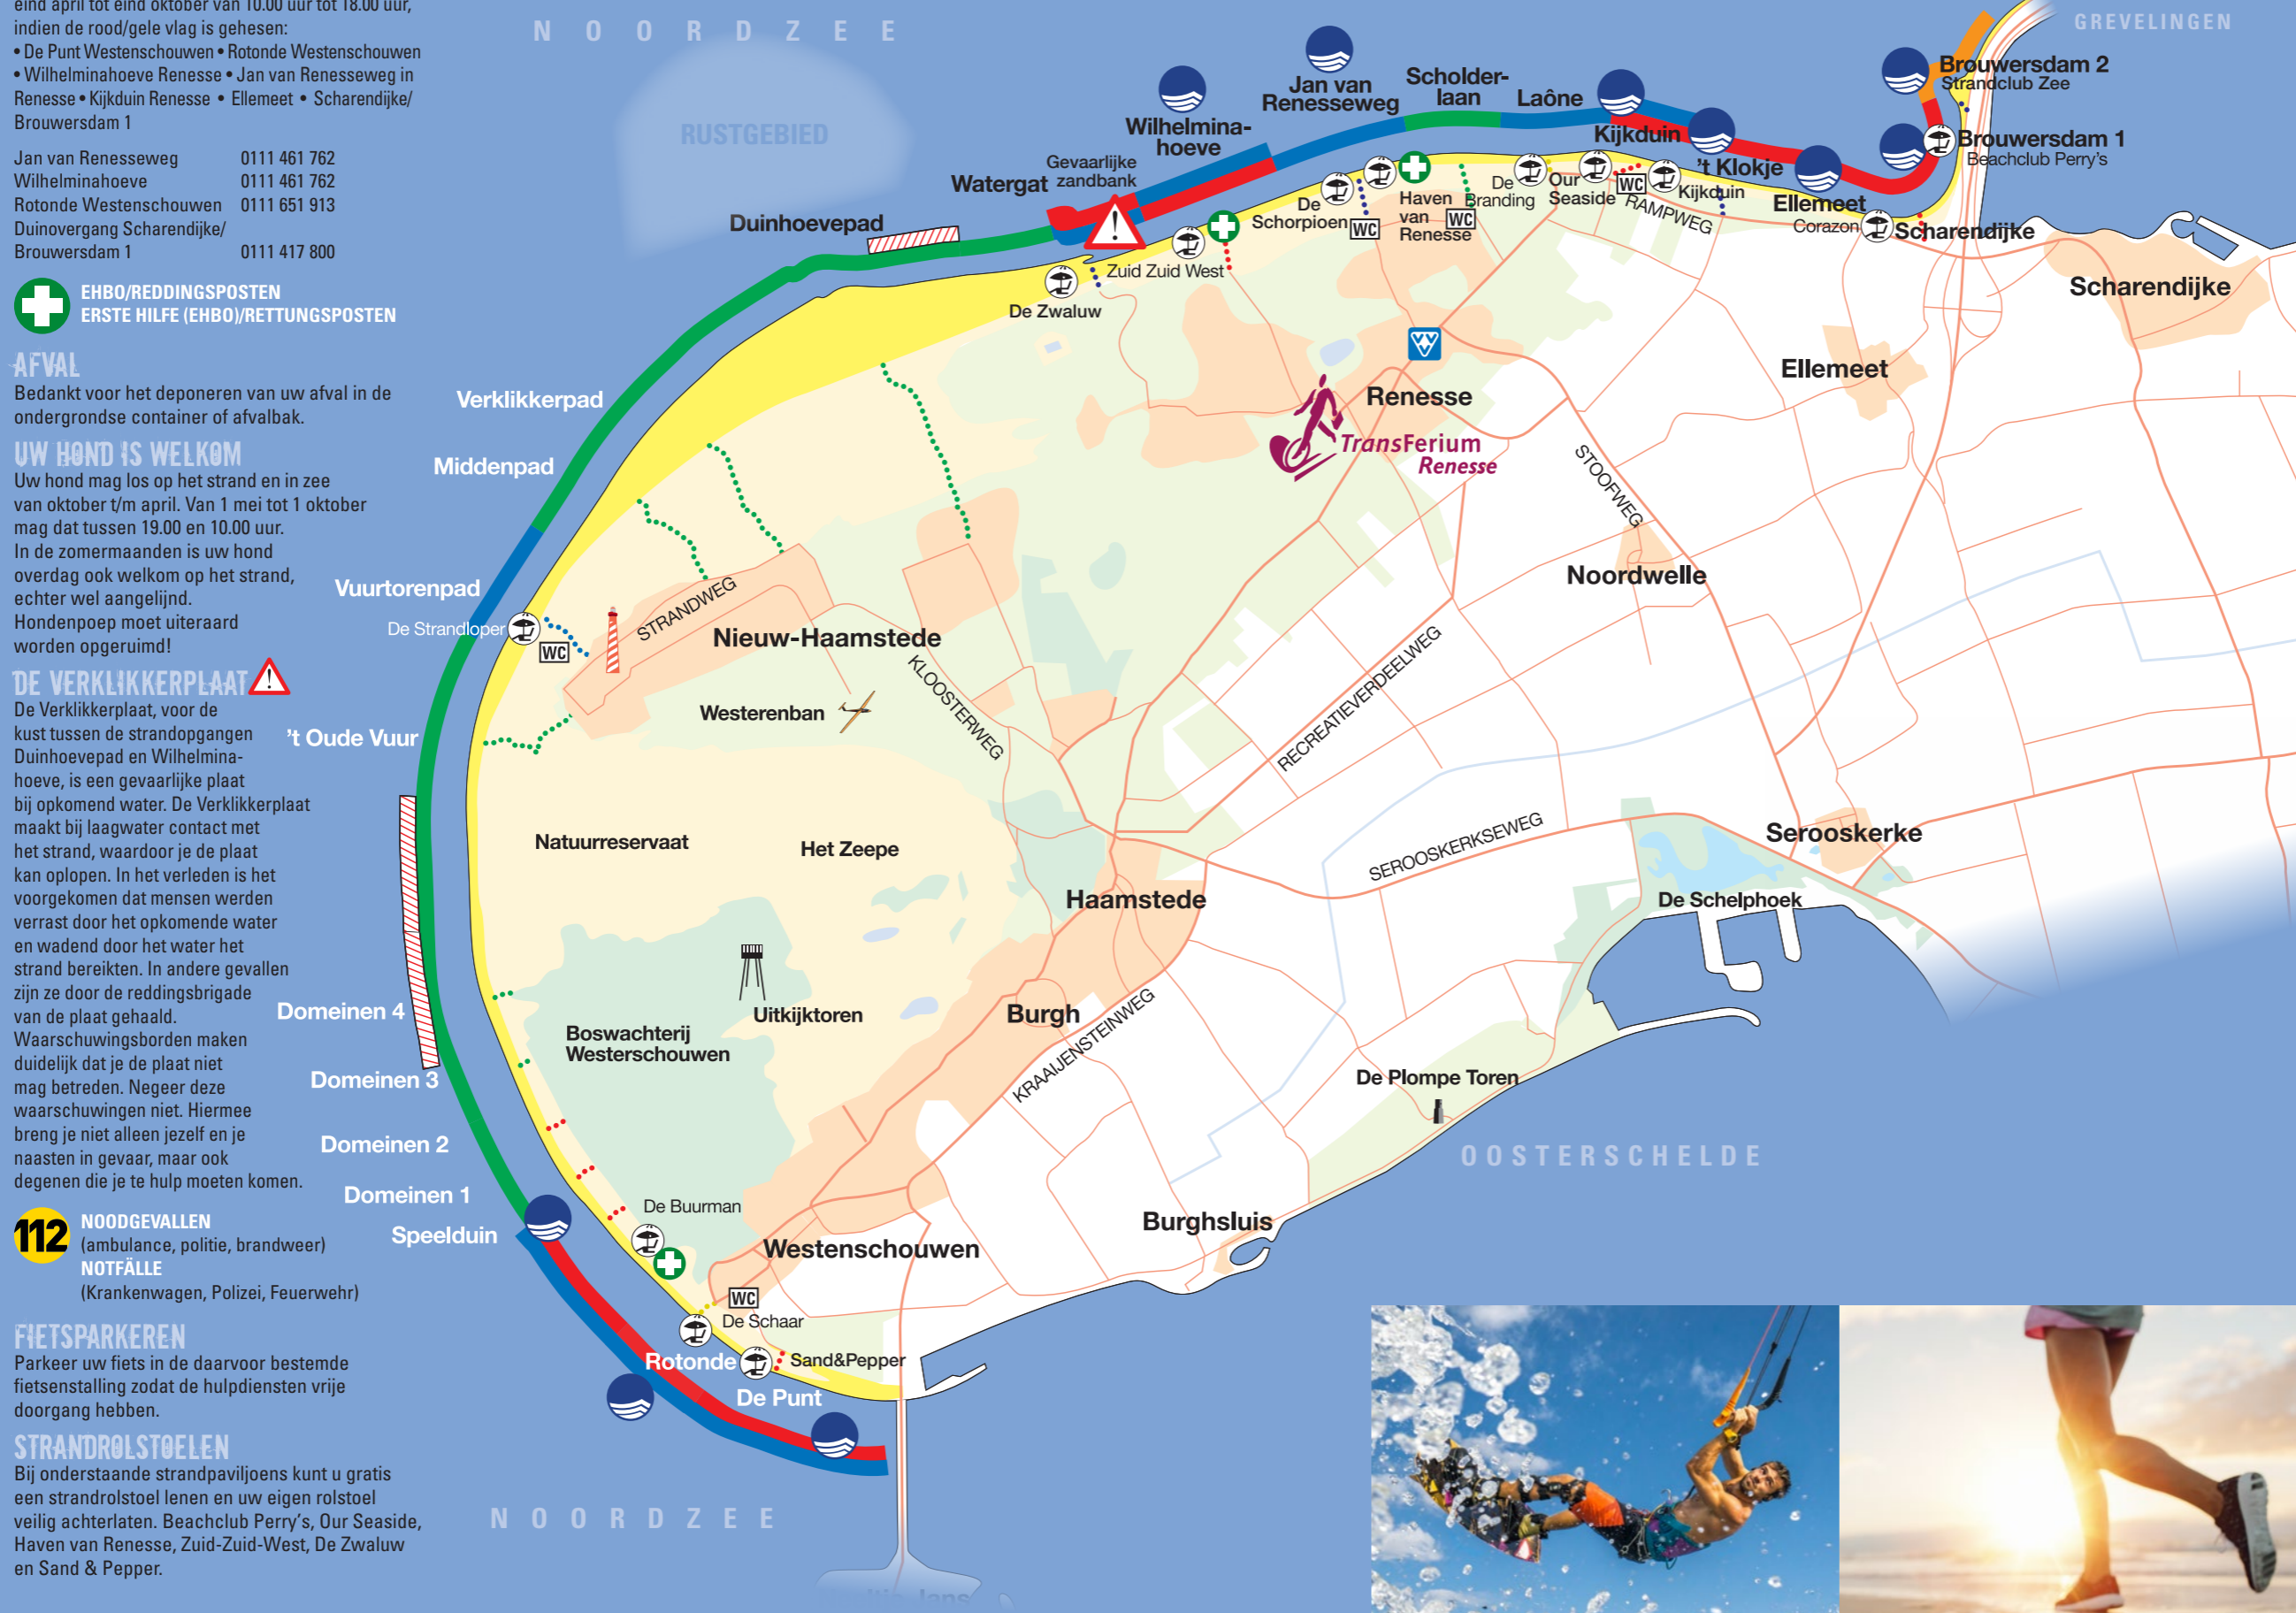 eind april tot eind oktober van 10.00 uur tot 18.00 uur,
indien de rood/gele vlag is gehesen:
• De Punt Westenschouwen • Rotonde Westenschouwen
• Wilhelminahoeve Renesse • Jan van Renesseweg in
Renesse • Kijkduin Renesse • Ellemeet • Scharendijke/
Brouwersdam 1
Jan van Renesseweg 0111 461 762
Wilhelminahoeve 0111 461 762
Rotonde Westenschouwen 0111 651 913
Duinovergang Scharendijke/
Brouwersdam 1 0111 417 800
EHBO/REDDINGSPOSTEN
ERSTE HILFE (EHBO)/RETTUNGSPOSTEN
AFVAL
Bedankt voor het deponeren van uw afval in de
ondergrondse container of afvalbak.
UW HOND IS WELKOM
Uw hond mag los op het strand en in zee
van oktober t/m april. Van 1 mei tot 1 oktober
mag dat tussen 19.00 en 10.00 uur.
In de zomermaanden is uw hond
overdag ook welkom op het strand,
echter wel aangelijnd.
Hondenpoep moet uiteraard
worden opgeruimd!
DE VERKLIKKERPLAAT
De Verklikkerplaat, voor de
kust tussen de strandopgangen
Duinhoevepad en Wilhelmina-
hoeve, is een gevaarlijke plaat
bij opkomend water. De Verklikkerplaat
maakt bij laagwater contact met
het strand, waardoor je de plaat
kan oplopen. In het verleden is het
voorgekomen dat mensen werden
verrast door het opkomende water
en wadend door het water het
strand bereikten. In andere gevallen
zijn ze door de reddingsbrigade
van de plaat gehaald.
Waarschuwingsborden maken
duidelijk dat je de plaat niet
mag betreden. Negeer deze
waarschuwingen niet. Hiermee
breng je niet alleen jezelf en je
naasten in gevaar, maar ook
degenen die je te hulp moeten komen.
112
NOODGEVALLEN
(ambulance, politie, brandweer)
NOTFÄLLE
(Krankenwagen, Polizei, Feuerwehr)
FIETSPARKEREN
Parkeer uw fiets in de daarvoor bestemde
fietsenstalling zodat de hulpdiensten vrije
doorgang hebben.
STRANDROLSTOELEN
Bij onderstaande strandpaviljoens kunt u gratis
een strandrolstoel lenen en uw eigen rolstoel
veilig achterlaten. Beachclub Perry's, Our Seaside,
Haven van Renesse, Zuid-Zuid-West, De Zwaluw
en Sand & Pepper.
NOORDZEE
GREVELINGEN
RUSTGEBIED
Brouwersdam 2
Strandclub Zee
Brouwersdam 1
Beachclub Perry's
Jan van
Renesseweg
Scholder-
laan
Laône
Wilhelmina-
hoeve
Kijkduin
't Klokje
Gevaarlijke
zandbank
Watergat
Duinhoevepad
De
Schorpioen
WC
Haven
van
Renesse
WC
De
Branding
Our
Seaside
WC
Kijkduin
RAMPWEG
Ellemeet
Corazon
Scharendijke
Scharendijke
Zuid Zuid West
De Zwaluw
Ellemeet
VVV
Renesse
TransFerium
Renesse
Verklikkerpad
Middenpad
STOOFWEG
Noordwelle
Vuurtorenpad
De Strandloper
WC
STRANDWEG
Nieuw-Haamstede
KLOOSTERWEG
RECREATIEVERDEELWEG
Westerenban
't Oude Vuur
Natuurreservaat
Het Zeepe
SEROOSKERKSEWEG
Serooskerke
Haamstede
De Schelphoek
Domeinen 4
Uitkijktoren
Burgh
Boswachterij
Westerschouwen
KRAAIJENSTEINWEG
Domeinen 3
De Plompe Toren
Domeinen 2
OOSTERSCHELDE
Domeinen 1
De Buurman
Speelduin
Burghsluis
Westenschouwen
WC
De Schaar
Rotonde
Sand&Pepper
De Punt
NOORDZEE
Jans